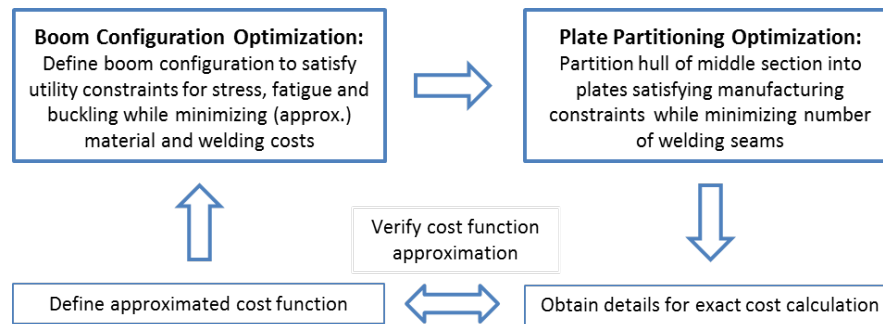 Boom Configuration Optimization:
Define boom configuration to satisfy
utility constraints for stress, fatigue and
buckling while minimizing (approx.)
material and welding costs
Plate Partitioning Optimization:
Partition hull of middle section into
plates satisfying manufacturing
constraints while minimizing number
of welding seams
Verify cost function
approximation
Define approximated cost function
Obtain details for exact cost calculation